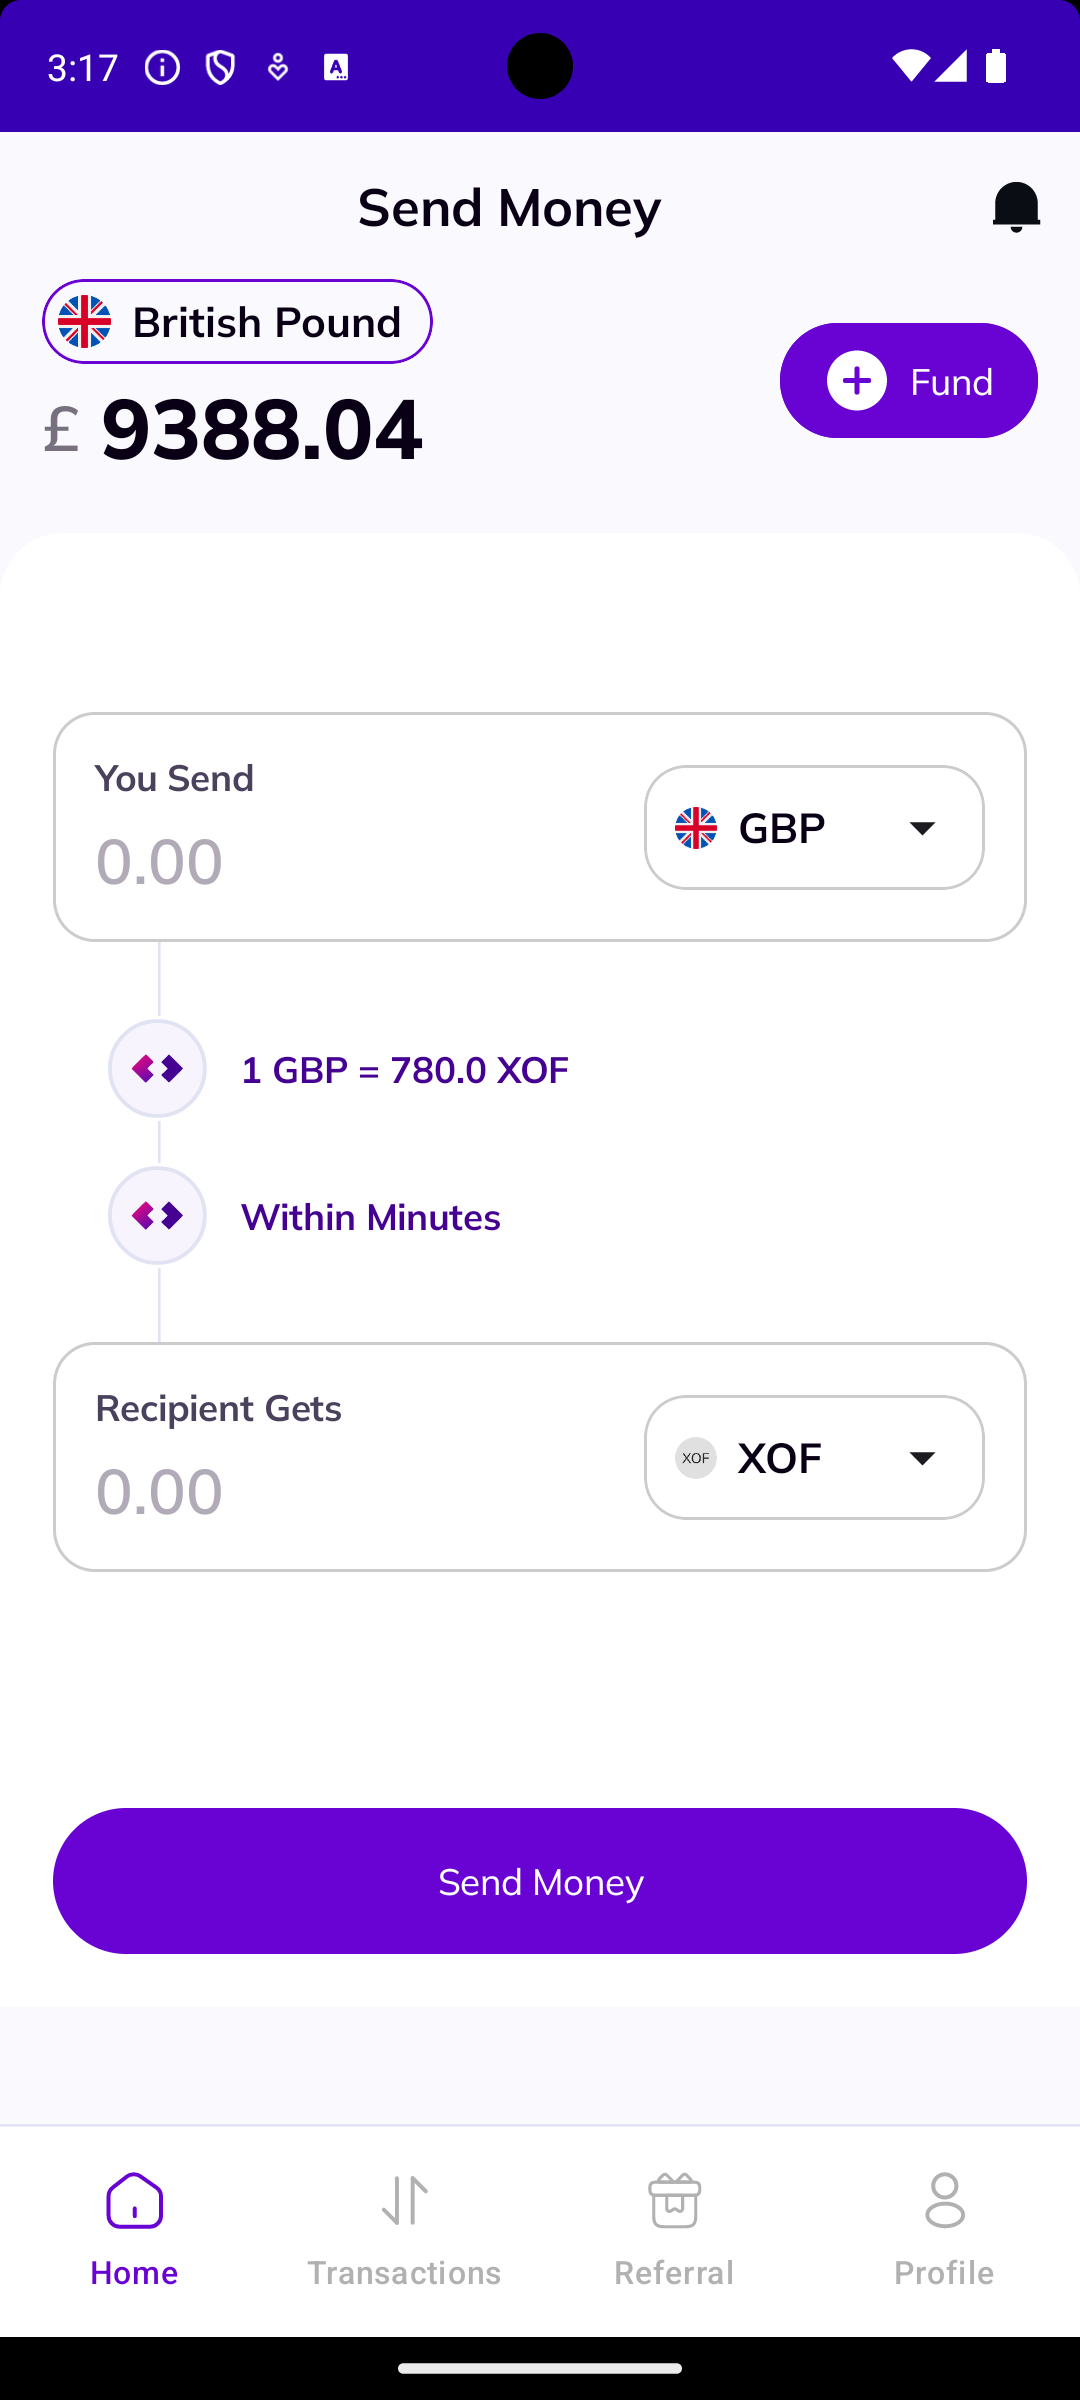 3:17
Send Money
British Pound
£ 9388.04
Fund
You Send
0.00
GBP
1 GBP = 780.0 XOF
Within Minutes
Recipient Gets
0.00
XOF XOF
Send Money
Home Transactions Referral Profile